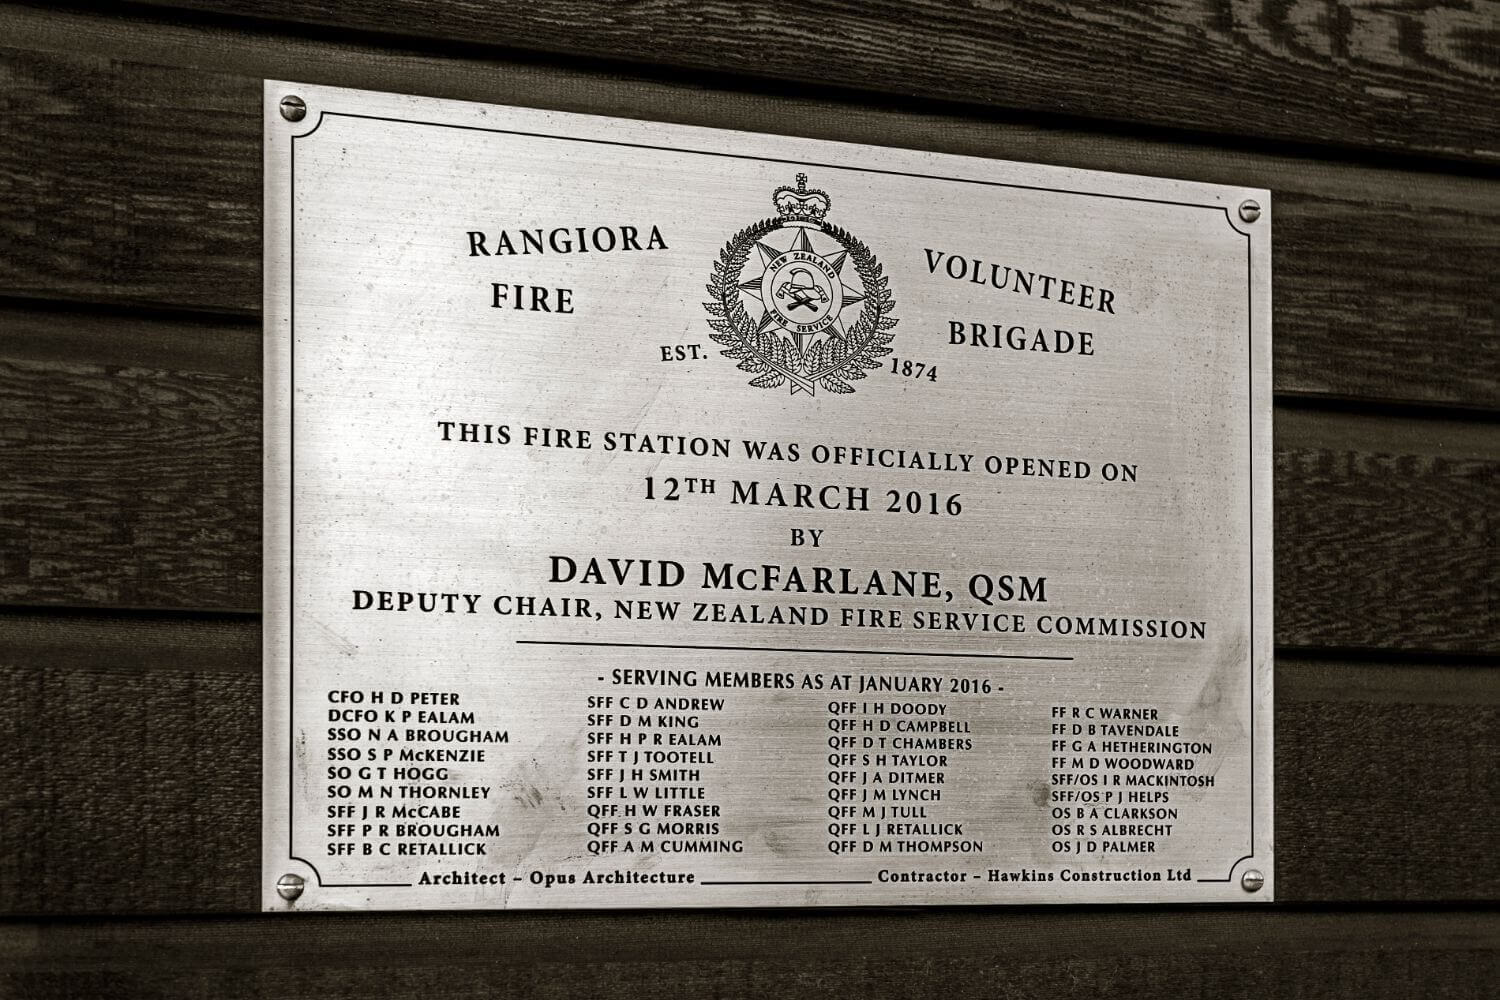 RANGIORA
FIRE
VOLUNTEER
BRIGADE
NEW ZEALAND
FIRE SERVICE
EST.
1874
THIS FIRE STATION WAS OFFICIALLY OPENED ON
12TH MARCH 2016
BY
DAVID McFARLANE, QSM
DEPUTY CHAIR, NEW ZEALAND FIRE SERVICE COMMISSION
- SERVING MEMBERS AS AT JANUARY 2016 -
CFO H D PETER
DCFO K P EALAM
SSO N A BROUGHAM
SSO S P McKENZIE
SO G T HOGG
SO M N THORNLEY
SFF J R McCABE
SFF P R BROUGHAM
SFF B C RETALLICK
SFF C D ANDREW
SFF D M KING
SFF H P R EALAM
SFF T J TOOTELL
SFF J H SMITH
SFF L W LITTLE
QFF H W FRASER
QFF S G MORRIS
QFF A M CUMMING
QFF I H DOODY
QFF H D CAMPBELL
QFF D T CHAMBERS
QFF S H TAYLOR
QFF J A DITMER
QFF J M LYNCH
QFF M J TULL
QFF L J RETALLICK
QFF D M THOMPSON
FF R C WARNER
FF D B TAVENDALE
FF G A HETHERINGTON
FF M D WOODWARD
SFF/OS I R MACKINTOSH
SFF/OS P J HELPS
OS B A CLARKSON
OS R S ALBRECHT
OS J D PALMER
Architect – Opus Architecture
Contractor – Hawkins Construction Ltd